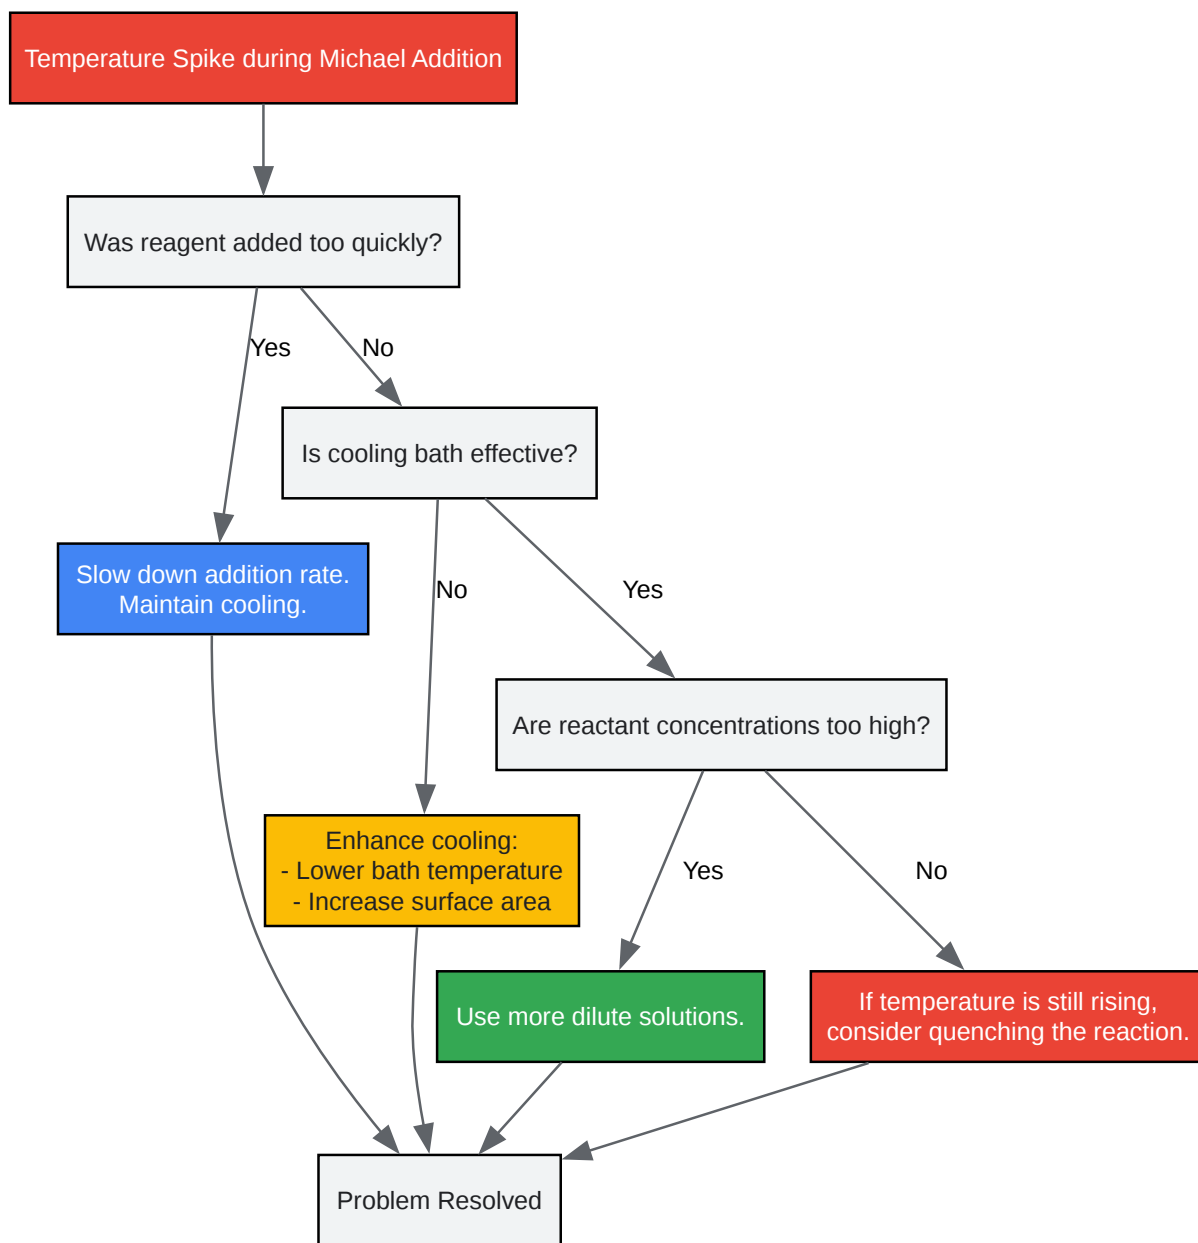 Temperature Spike during Michael Addition
Was reagent added too quickly?
Yes
No
Is cooling bath effective?
Slow down addition rate.
Maintain cooling.
No
Yes
Are reactant concentrations too high?
Enhance cooling:
- Lower bath temperature
- Increase surface area
Yes
No
Use more dilute solutions.
If temperature is still rising,
consider quenching the reaction.
Problem Resolved